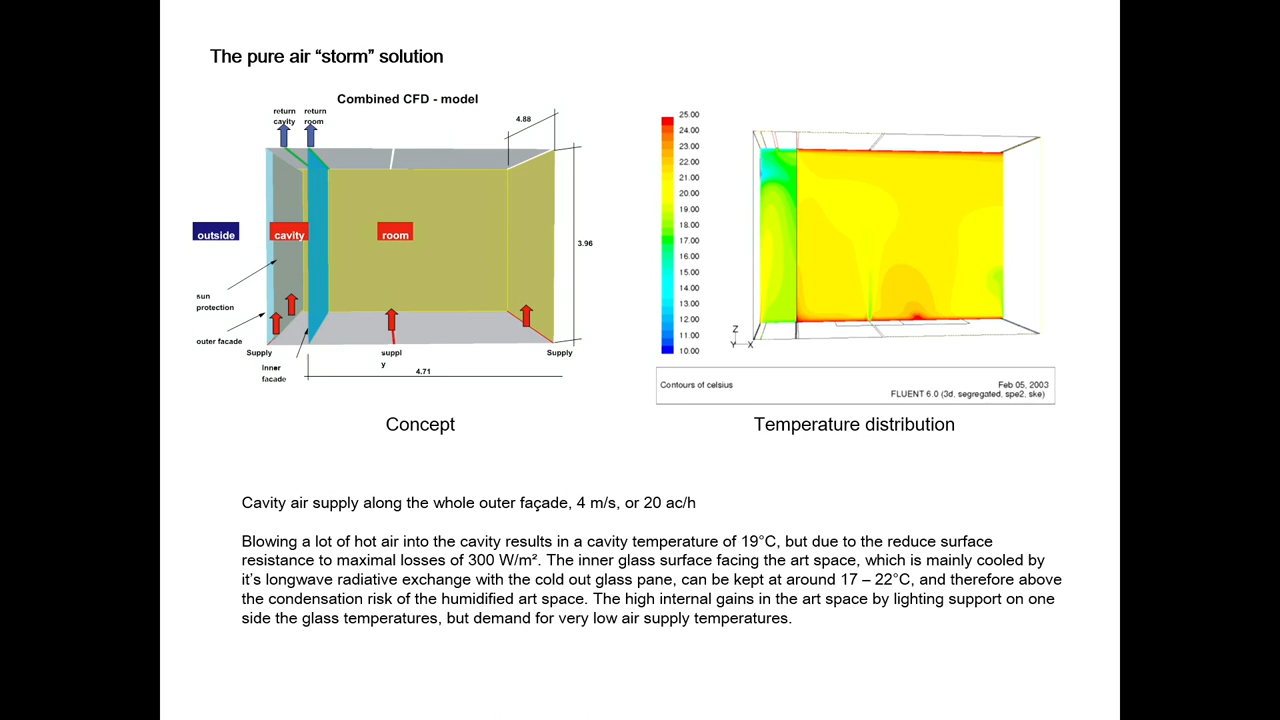 The pure air “storm” solution
Combined CFD - model
return
cavity
return
room
4.88
outside
cavity
room
3.96
sun
protection
outer facade
Supply
Inner
facade
suppl
y
Supply
4.71
25.00
24.00
23.00
22.00
21.00
20.00
19.00
18.00
17.00
16.00
15.00
14.00
13.00
12.00
11.00
10.00
Z
Y
X
Contours of celsius
Feb 05, 2003
FLUENT 6.0 (3d, segregated, spe2, ske)
Concept
Temperature distribution
Cavity air supply along the whole outer façade, 4 m/s, or 20 ac/h
Blowing a lot of hot air into the cavity results in a cavity temperature of 19°C, but due to the reduce surface
resistance to maximal losses of 300 W/m². The inner glass surface facing the art space, which is mainly cooled by
it’s longwave radiative exchange with the cold out glass pane, can be kept at around 17 – 22°C, and therefore above
the condensation risk of the humidified art space. The high internal gains in the art space by lighting support on one
side the glass temperatures, but demand for very low air supply temperatures.